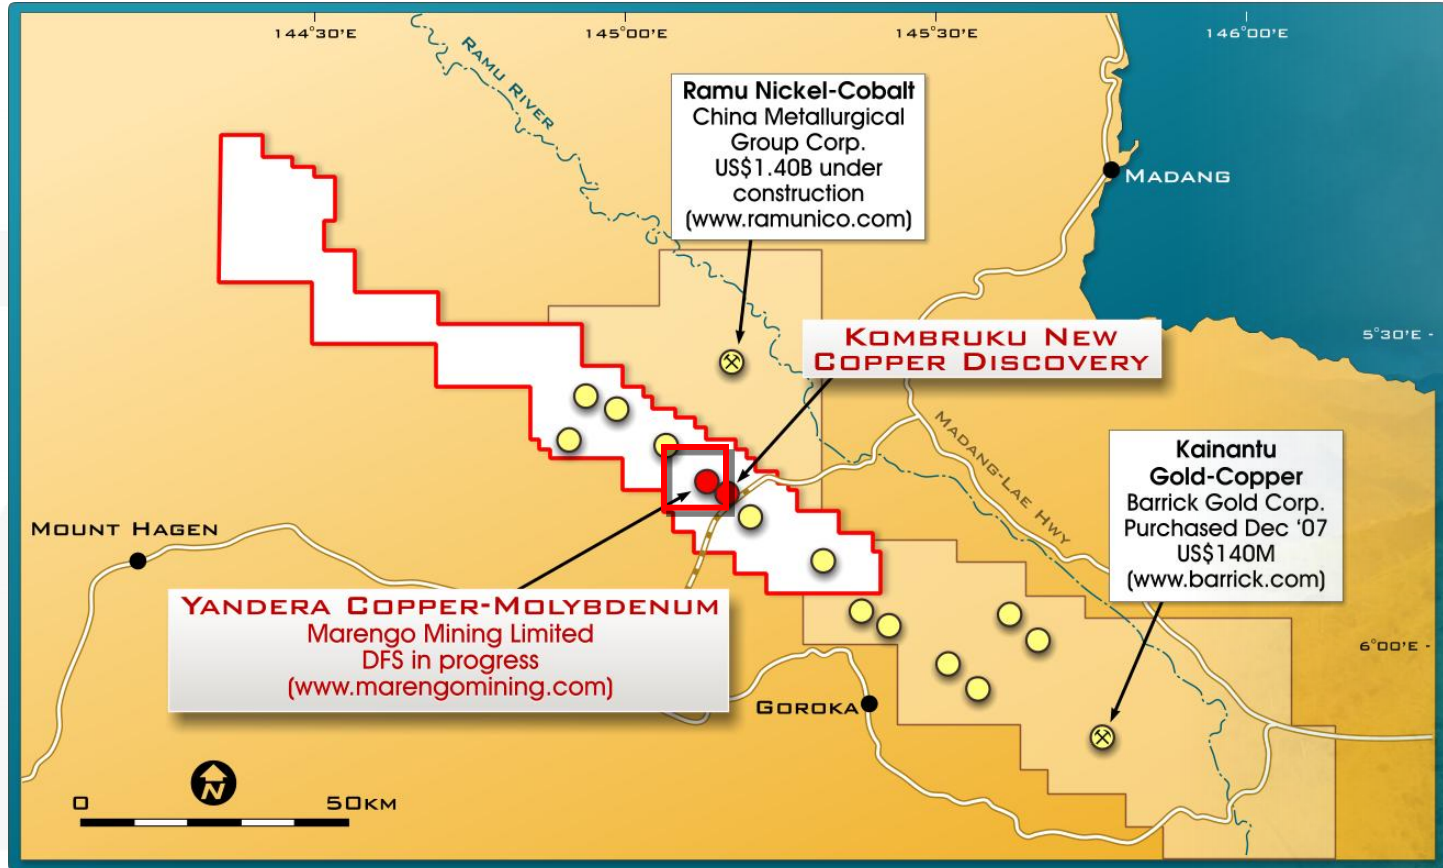 144°30'E
145°00'E
145°30'E
146°00'E
Ramu River
Ramu Nickel-Cobalt
China Metallurgical
Group Corp.
US$1.40B under
construction
(www.ramunico.com)
Madang
5°30'E -
Kombruku New
Copper Discovery
Madang-Lae Hwy
Kainantu
Gold-Copper
Barrick Gold Corp.
Purchased Dec '07
US$140M
(www.barrick.com)
Mount Hagen
Yandera Copper-Molybdenum
Marengo Mining Limited
DFS in progress
(www.marengomining.com)
6°00'E -
Goroka
N
0 50km